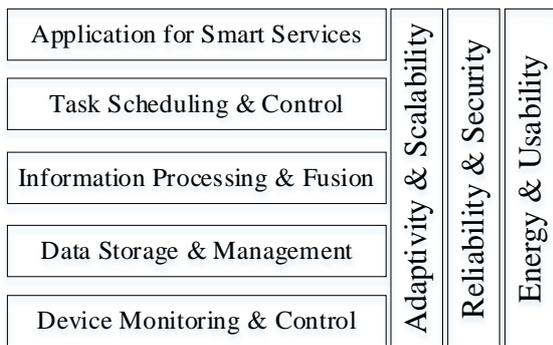 Application for Smart Services
Task Scheduling & Control
Information Processing & Fusion
Data Storage & Management
Device Monitoring & Control
Adaptivity & Scalability
Reliability & Security
Energy & Usability